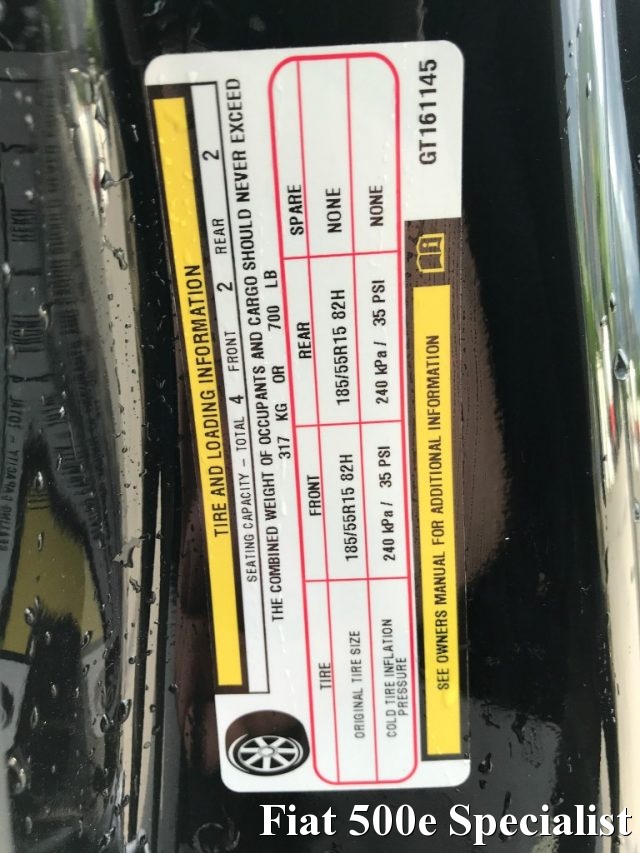 TIRE AND LOADING INFORMATION
SEATING CAPACITY - TOTAL 4 FRONT 2 REAR 2
THE COMBINED WEIGHT OF OCCUPANTS AND CARGO SHOULD NEVER EXCEED
317 KG OR 700 LB
TIRE FRONT REAR SPARE
ORIGINAL TIRE SIZE 185/55R15 82H 185/55R15 82H NONE
COLD TIRE INFLATION PRESSURE 240 kPa / 35 PSI 240 kPa / 35 PSI NONE
SEE OWNERS MANUAL FOR ADDITIONAL INFORMATION
GT161145
Fiat 500e Specialist